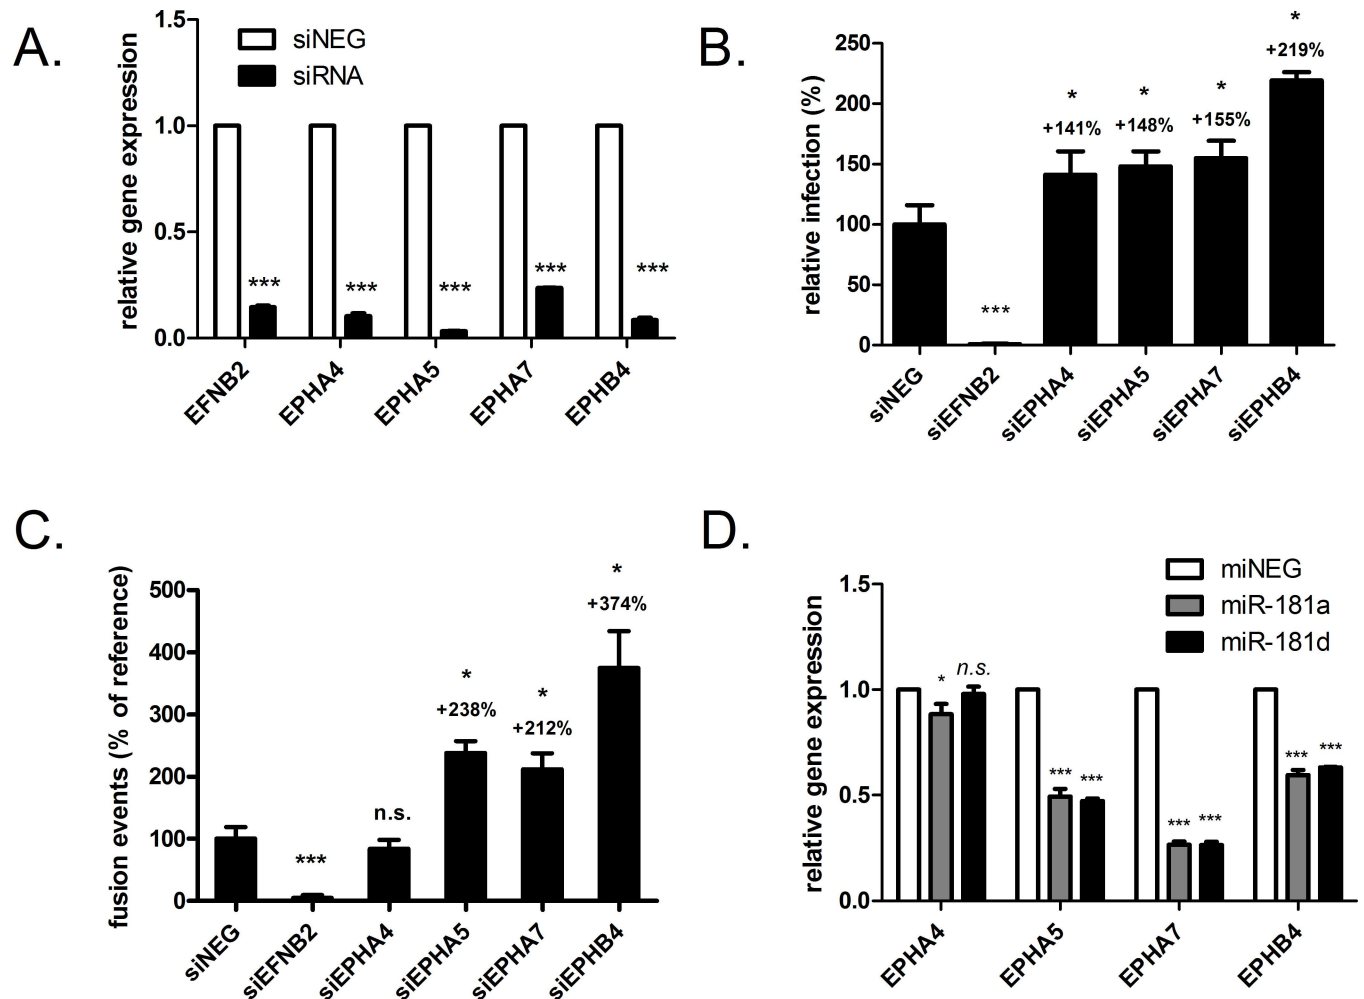 A.
relative gene expression
1.5
1.0
0.5
0.0
siNEG
siRNA
***
***
***
***
***
EFNB2
EPHA4
EPHA5
EPHA7
EPHB4
B.
relative infection (%)
250
200
150
100
50
0
***
*
+141%
*
+148%
*
+155%
*
+219%
siNEG
siEFNB2
siEPHA4
siEPHA5
siEPHA7
siEPHB4
C.
fusion events (% of reference)
500
400
300
200
100
0
***
n.s.
*
+238%
*
+212%
*
+374%
siNEG
siEFNB2
siEPHA4
siEPHA5
siEPHA7
siEPHB4
D.
miNEG
miR-181a
miR-181d
relative gene expression
1.5
1.0
0.5
0.0
*
n.s.
***
***
***
***
***
***
EPHA4
EPHA5
EPHA7
EPHB4